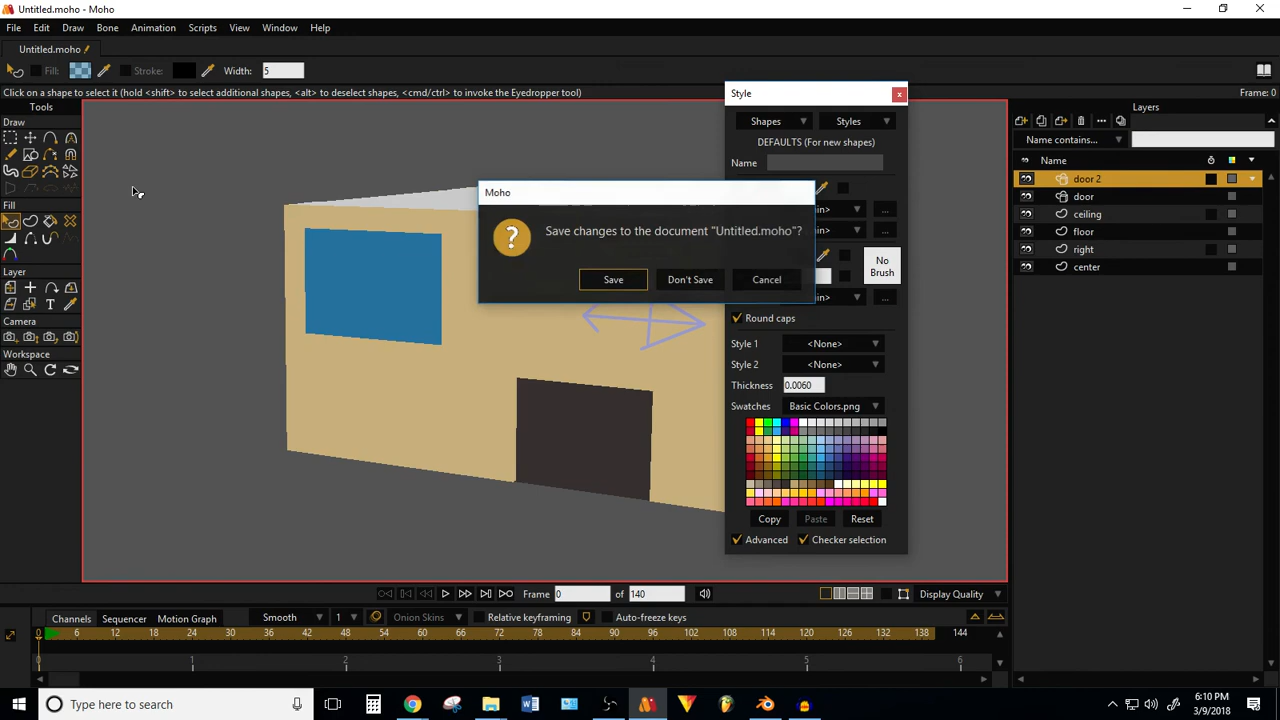 Untitled.moho - Moho
File Edit Draw Bone Animation Scripts View Window Help
Untitled.moho
Fill: Stroke: Width: 5
Click on a shape to select it (hold <shift> to select additional shapes, <alt> to deselect shapes, <cmd/ctrl> to invoke the Eyedropper tool) Frame: 0
Tools
Draw
Fill
Layer
Camera
Workspace
Style
Shapes Styles
DEFAULTS (For new shapes)
Name
Moho
Save changes to the document "Untitled.moho"?
Save Don't Save Cancel
No
Brush
Round caps
Style 1 <None>
Style 2 <None>
Thickness 0.0060
Swatches Basic Colors.png
Copy Paste Reset
Advanced Checker selection
Layers
Name contains...
Name
door 2
door
ceiling
floor
right
center
Frame 0 of 140 Display Quality
Channels Sequencer Motion Graph Smooth 1 Onion Skins Relative keyframing Auto-freeze keys
0 6 12 18 24 30 36 42 48 54 60 66 72 78 84 90 96 102 108 114 120 126 132 138 144
0 1 2 3 4 5 6
Type here to search
6:10 PM
3/9/2018